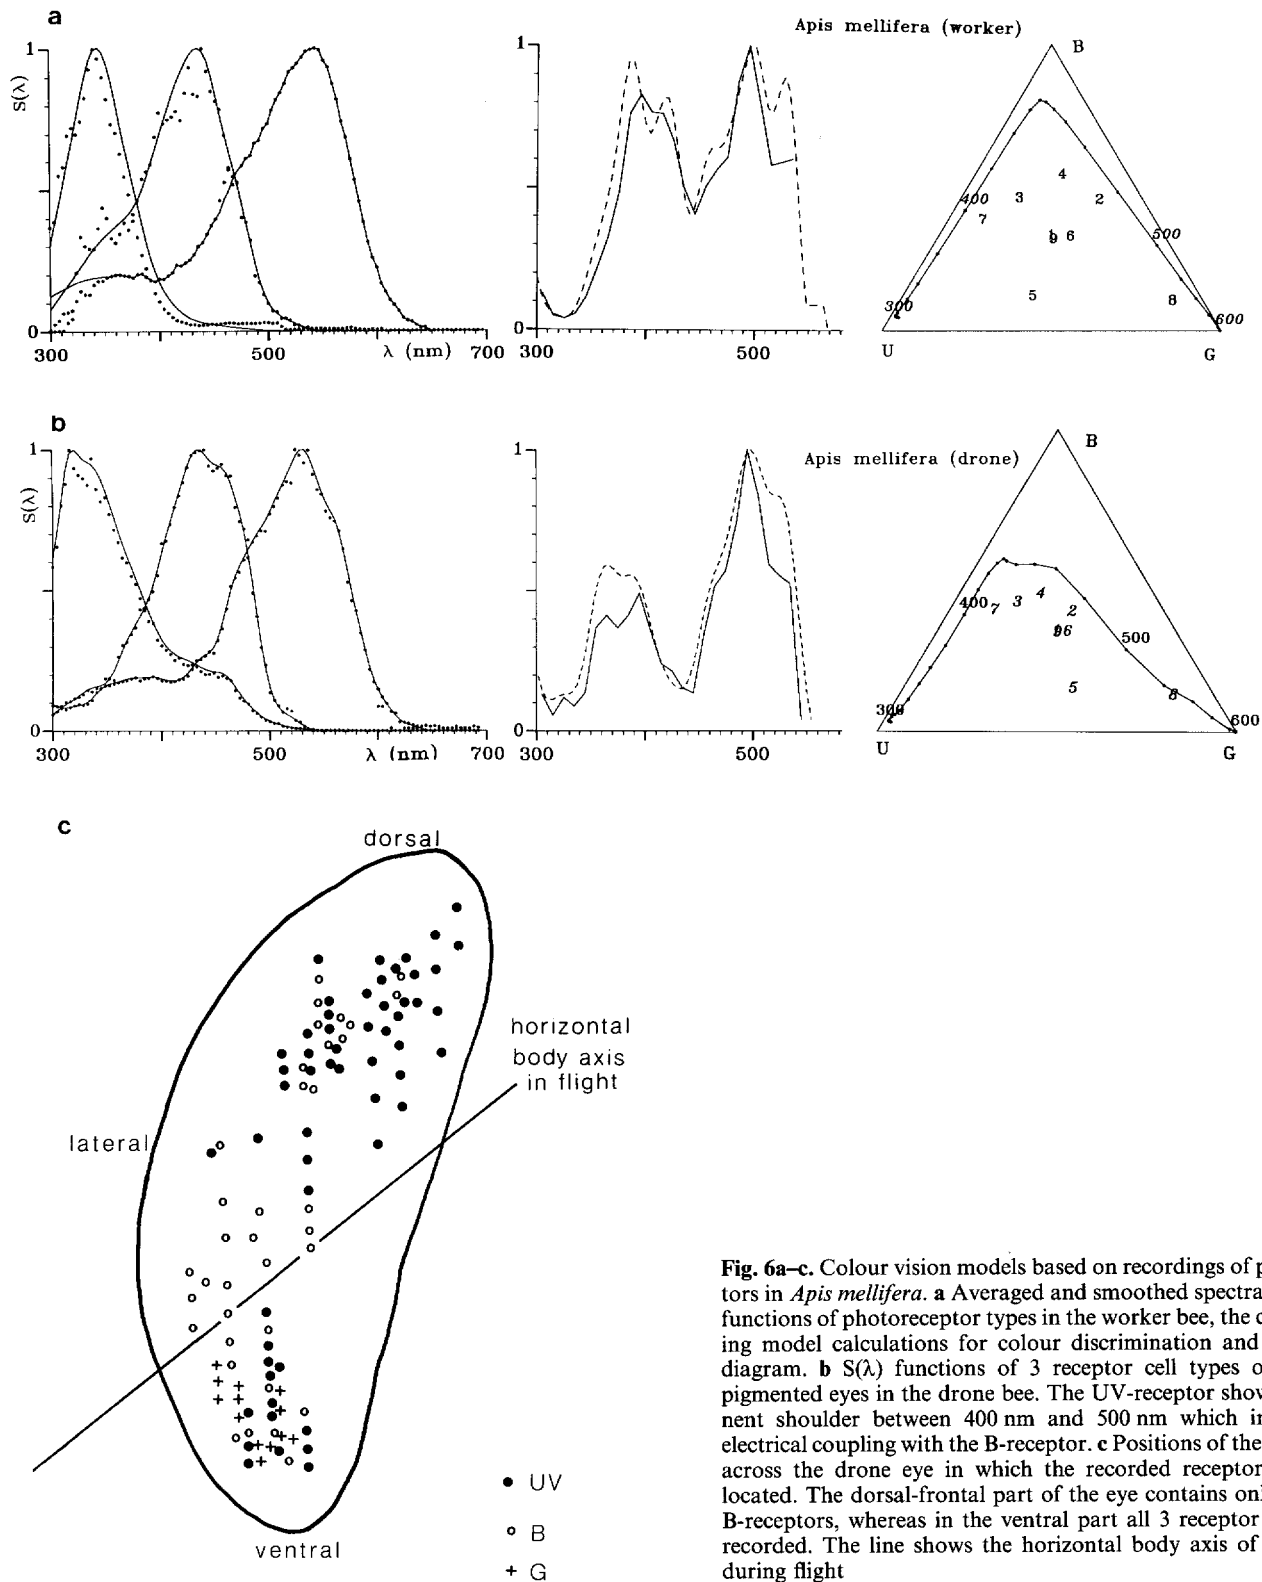 a
Apis mellifera (worker)
1
S(λ)
0
300
500
λ (nm)
700
1
0
300
500
B
400
4
3
2
7
1
9
6
500
5
8
300
600
U
G
b
Apis mellifera (drone)
1
S(λ)
0
300
500
λ (nm)
700
1
0
300
500
B
400
7
3
4
2
1
9
6
500
5
8
300
600
U
G
c
dorsal
horizontal
body axis
in flight
lateral
ventral
UV
B
+ G
Fig. 6a–c. Colour vision models based on recordings of p
tors in Apis mellifera. a Averaged and smoothed spectra
functions of photoreceptor types in the worker bee, the c
ing model calculations for colour discrimination and
diagram. b S(λ) functions of 3 receptor cell types o
pigmented eyes in the drone bee. The UV-receptor show
nent shoulder between 400 nm and 500 nm which in
electrical coupling with the B-receptor. c Positions of the
across the drone eye in which the recorded receptor
located. The dorsal-frontal part of the eye contains onl
B-receptors, whereas in the ventral part all 3 receptor
recorded. The line shows the horizontal body axis of
during flight